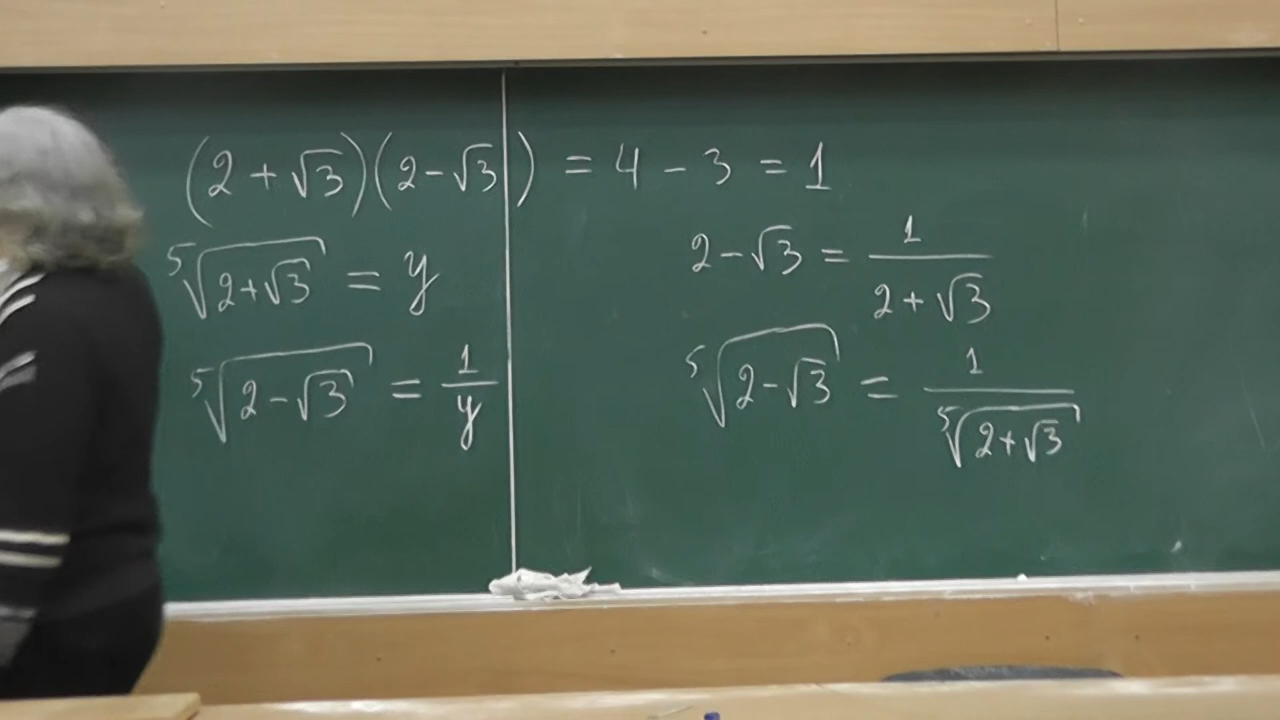 (2 + √3)(2 - √3) = 4 - 3 = 1
⁵√(2+√3) = y
⁵√(2-√3) = 1/y
2 - √3 = 1/(2 + √3)
⁵√(2-√3) = 1/⁵√(2+√3)